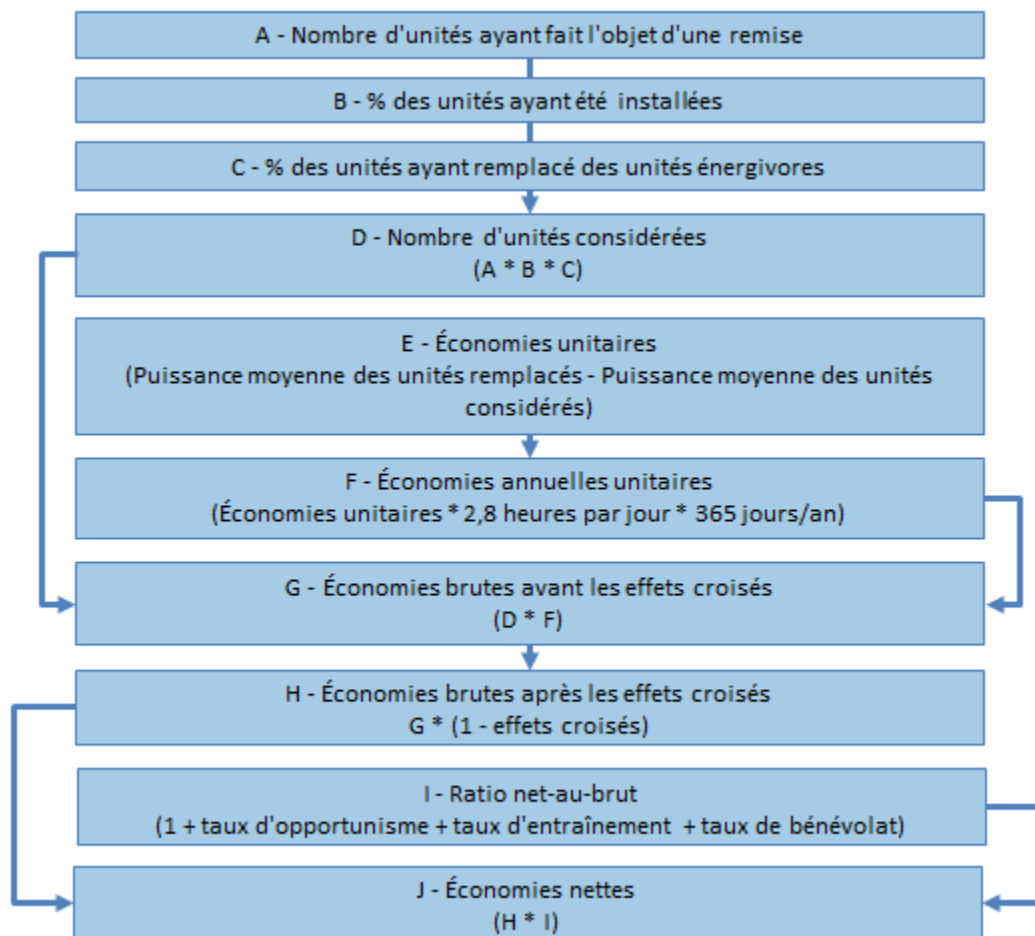 A - Nombre d'unités ayant fait l'objet d'une remise
B - % des unités ayant été installées
C - % des unités ayant remplacé des unités énergivores
D - Nombre d'unités considérées
(A * B * C)
E - Économies unitaires
(Puissance moyenne des unités remplacés - Puissance moyenne des unités
considérés)
F - Économies annuelles unitaires
(Économies unitaires * 2,8 heures par jour * 365 jours/an)
G - Économies brutes avant les effets croisés
(D * F)
H - Économies brutes après les effets croisés
G * (1 - effets croisés)
I - Ratio net-au-brut
(1 + taux d'opportunisme + taux d'entraînement + taux de bénévolat)
J - Économies nettes
(H * I)